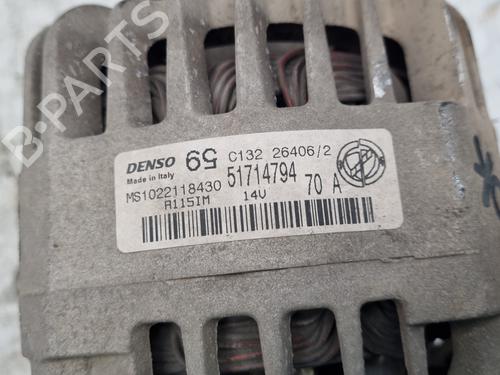 DENSO 59 C132 26406/2
Made in Italy
MS1022118430 51714794 70 A
A115IM 14V
B-PARTS